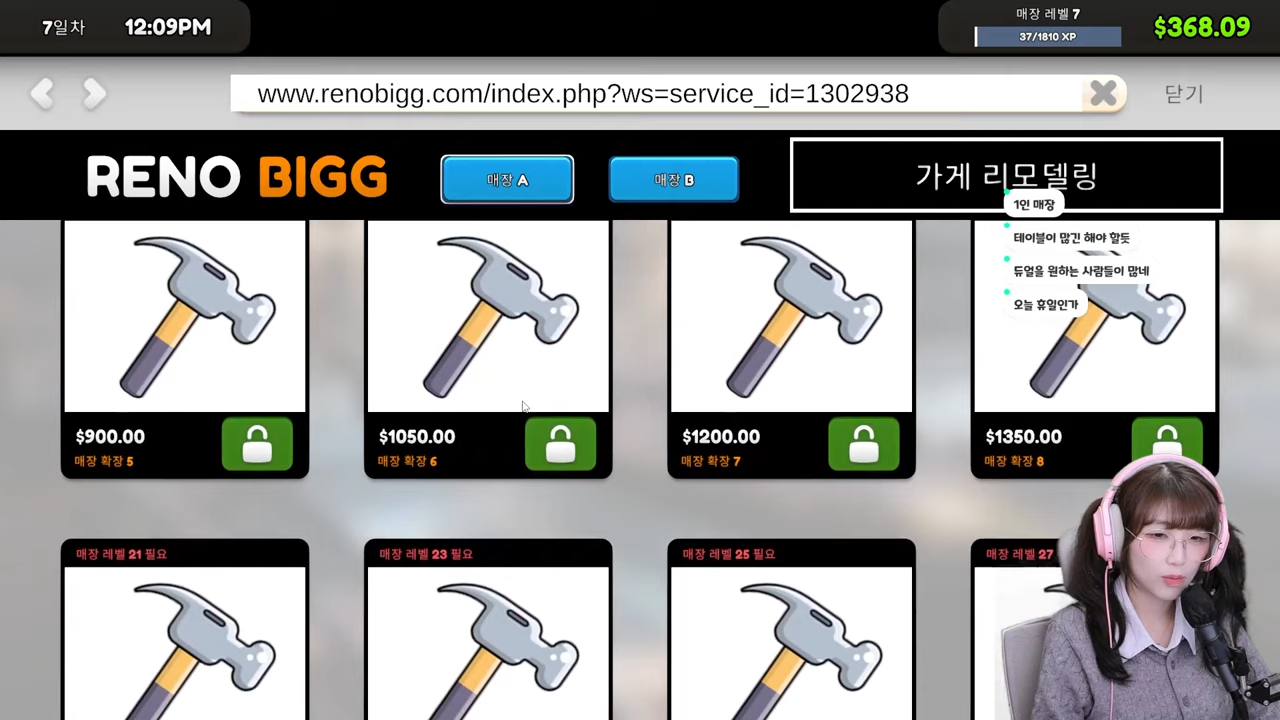 7일차
12:09PM
매장 레벨 7
37/1810 XP
$368.09
www.renobigg.com/index.php?ws=service_id=1302938
닫기
RENO BIGG
매장 A
매장 B
가게 리모델링
1인 매장
테이블이 많긴 해야 할듯
듀얼을 원하는 사람들이 많네
오늘 휴일인가
$900.00
매장 확장 5
$1050.00
매장 확장 6
$1200.00
매장 확장 7
$1350.00
매장 확장 8
매장 레벨 21 필요
매장 레벨 23 필요
매장 레벨 25 필요
매장 레벨 27